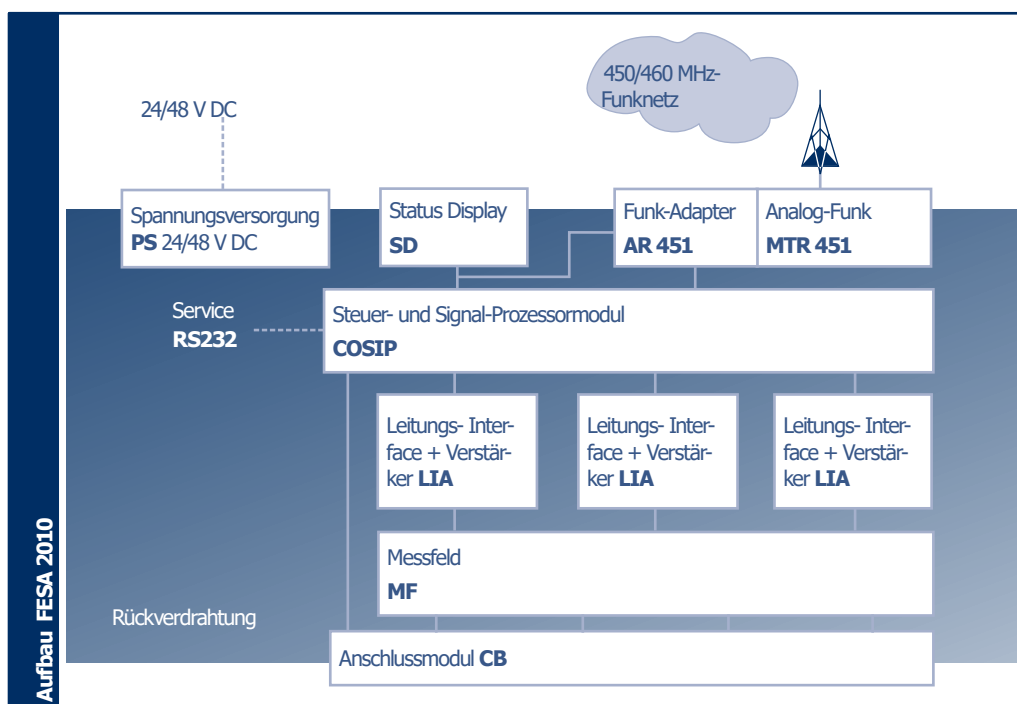 450/460 MHz-
Funknetz
24/48 V DC
Spannungsversorgung
PS 24/48 V DC
Status Display
SD
Funk-Adapter
AR 451
Analog-Funk
MTR 451
Service
RS232
Steuer- und Signal-Prozessormodul
COSIP
Leitungs- Inter-
face + Verstär-
ker LIA
Leitungs- Inter-
face + Verstär-
ker LIA
Leitungs- Inter-
face + Verstär-
ker LIA
Messfeld
MF
Rückverdrahtung
Anschlussmodul CB
Aufbau FESA 2010